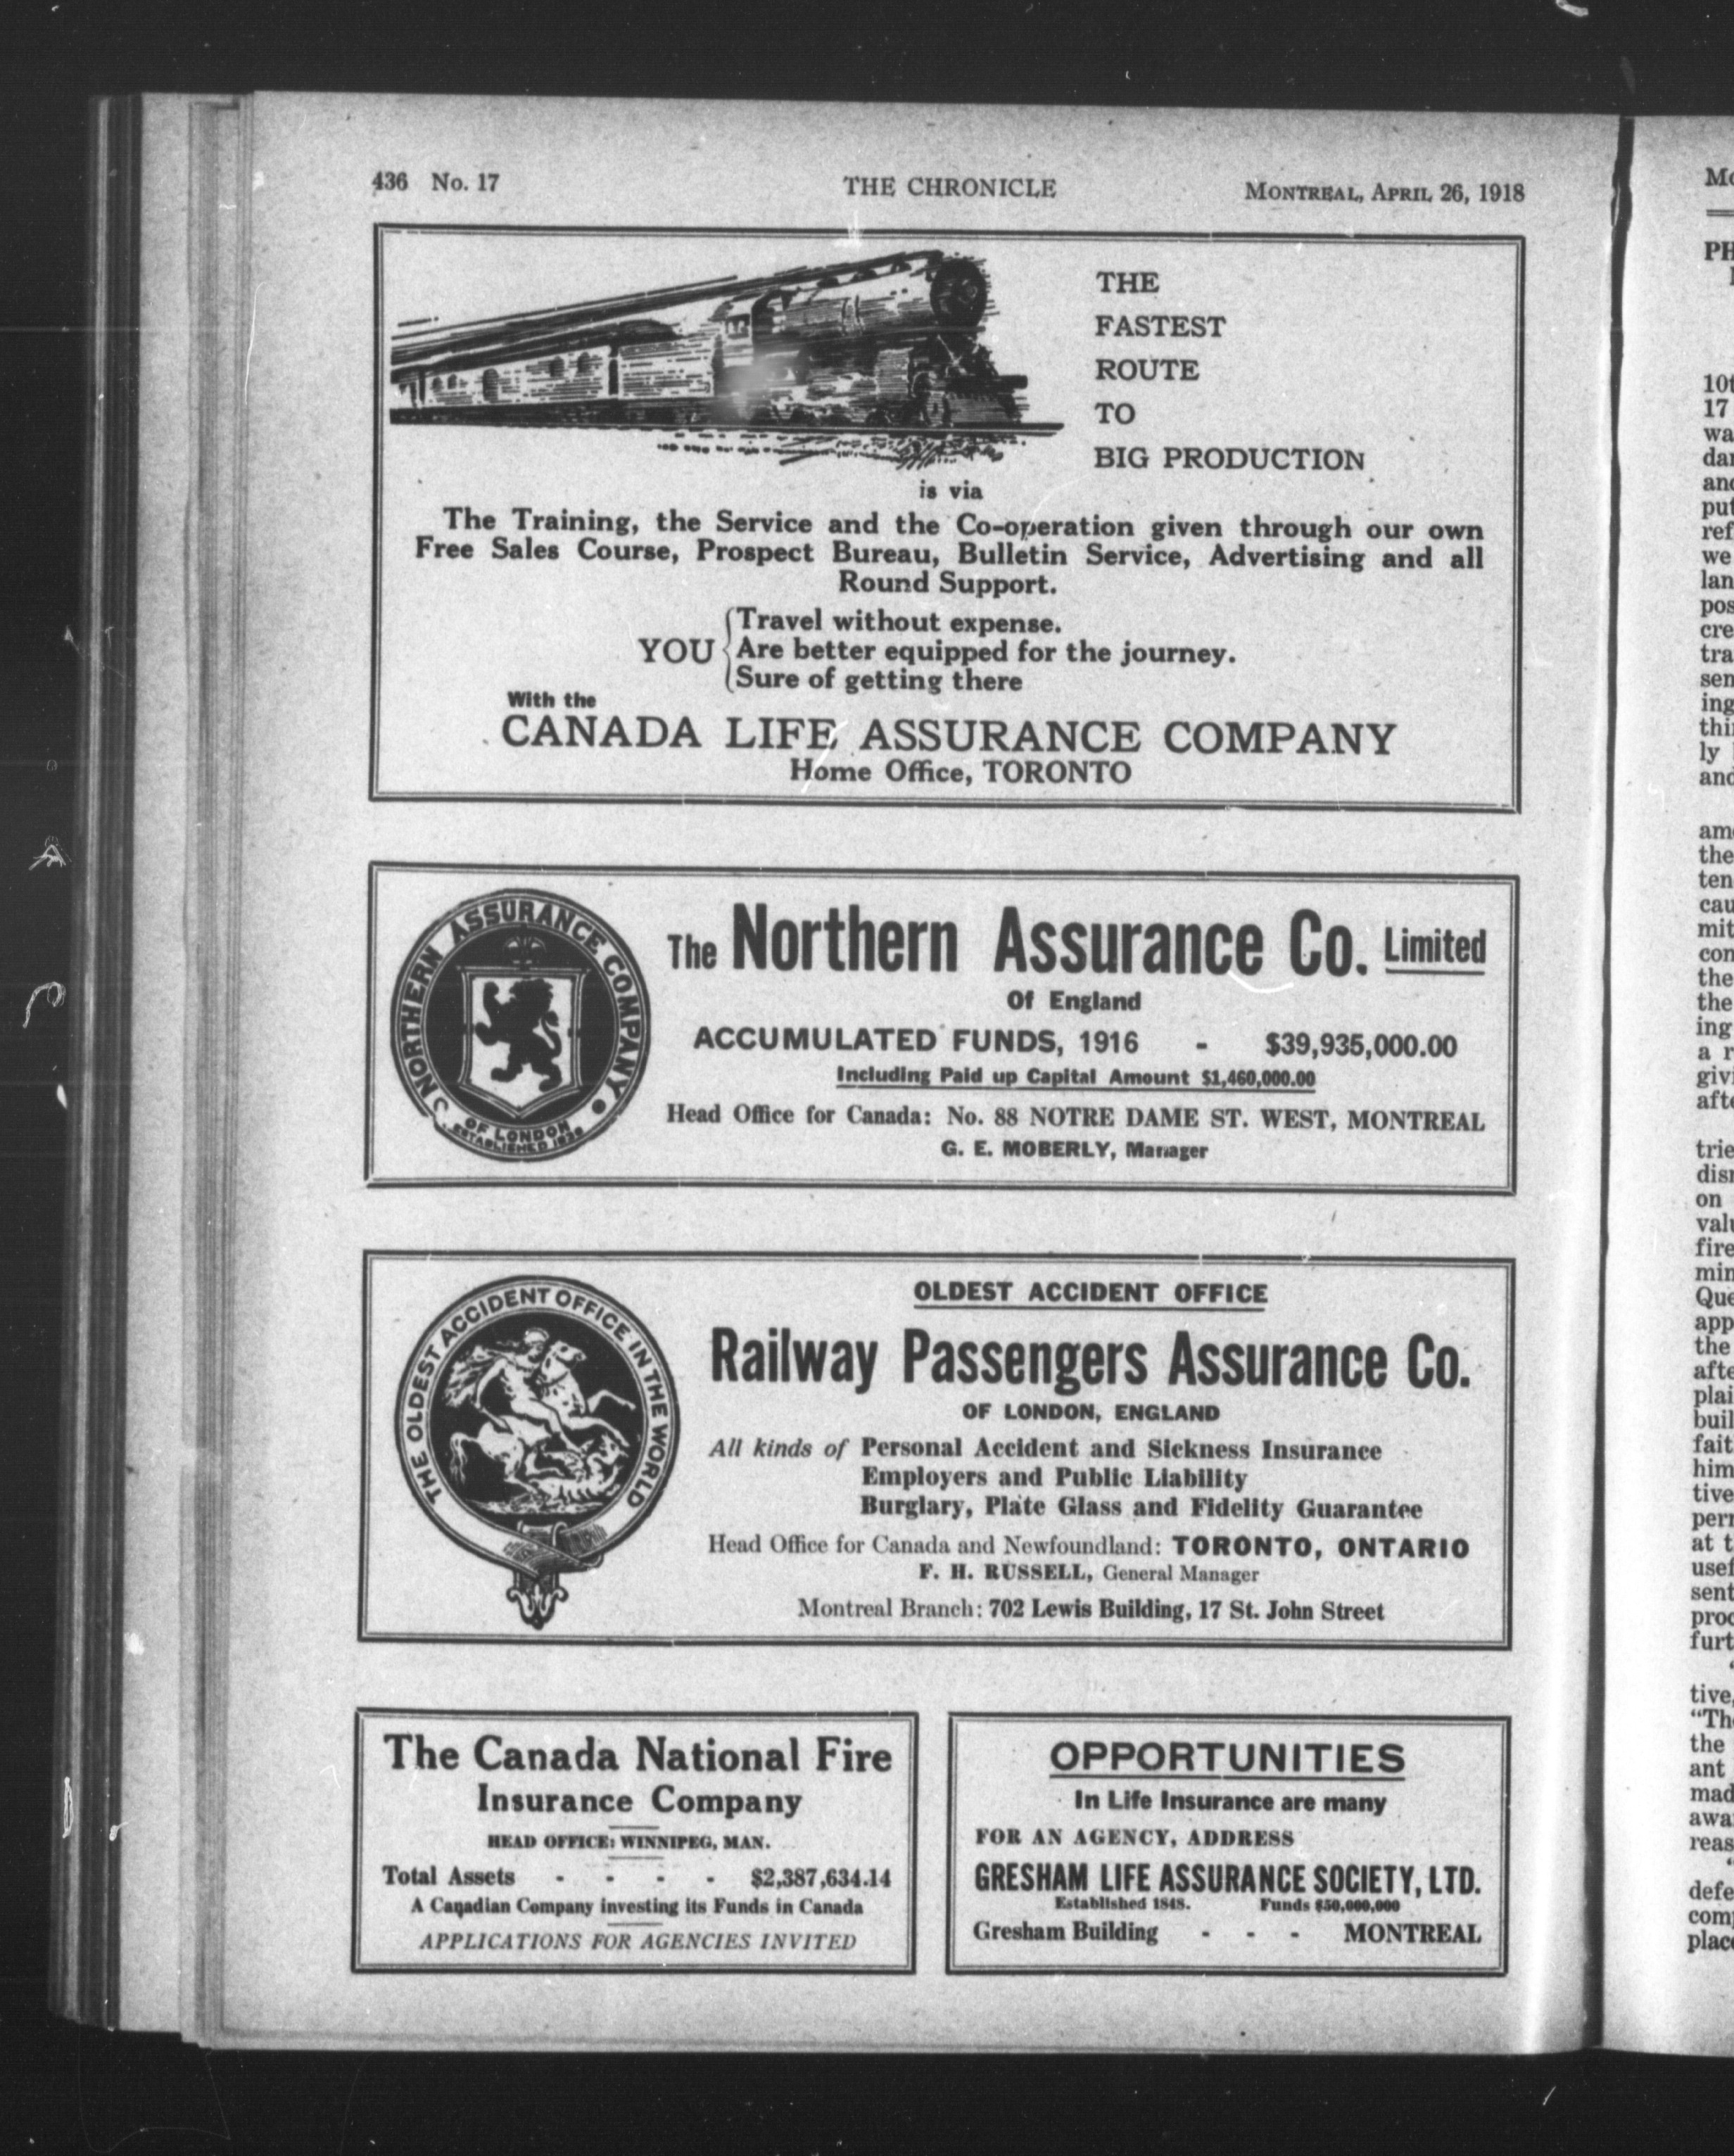 436 No. 17
THE CHRONICLE
MONTREAL, APRIL 26, 1918
THE
FASTEST
ROUTE
TO
BIG PRODUCTION
is via
The Training, the Service and the Co-operation given through our own
Free Sales Course, Prospect Bureau, Bulletin Service, Advertising and all
Round Support.
YOU
Travel without expense.
Are better equipped for the journey.
Sure of getting there
With the
CANADA LIFE ASSURANCE COMPANY
Home Office, TORONTO
NORTHERN ASSURANCE COMPANY
OF LONDON
ESTABLISHED 1836
The Northern Assurance Co. Limited
Of England
ACCUMULATED FUNDS, 1916 - $39,935,000.00
Including Paid up Capital Amount $1,460,000.00
Head Office for Canada: No. 88 NOTRE DAME ST. WEST, MONTREAL
G. E. MOBERLY, Manager
THE OLDEST ACCIDENT OFFICE IN THE WORLD
OLDEST ACCIDENT OFFICE
Railway Passengers Assurance Co.
OF LONDON, ENGLAND
All kinds of Personal Accident and Sickness Insurance
Employers and Public Liability
Burglary, Plate Glass and Fidelity Guarantee
Head Office for Canada and Newfoundland: TORONTO, ONTARIO
F. H. RUSSELL, General Manager
Montreal Branch: 702 Lewis Building, 17 St. John Street
The Canada National Fire
Insurance Company
HEAD OFFICE: WINNIPEG, MAN.
Total Assets - - - - $2,387,634.14
A Canadian Company investing its Funds in Canada
APPLICATIONS FOR AGENCIES INVITED
OPPORTUNITIES
In Life Insurance are many
FOR AN AGENCY, ADDRESS
GRESHAM LIFE ASSURANCE SOCIETY, LTD.
Established 1848. Funds $50,000,000
Gresham Building - - - MONTREAL